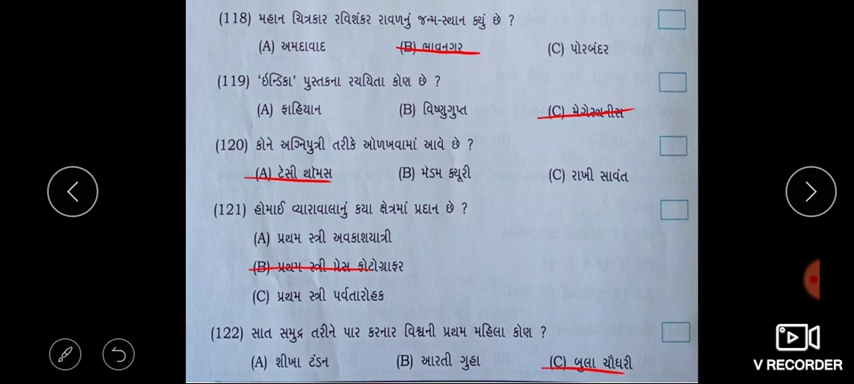 (118) મહાન ચિત્રકાર રવિશંકર રાવળનું જન્મ-સ્થાન ક્યું છે ?
(A) અમદાવાદ (B) ભાવનગર (C) પોરબંદર
(119) ‘ઇન્ડિકા’ પુસ્તકના રચયિતા કોણ છે ?
(A) ફાહિયાન (B) વિષ્ણુગુપ્ત (C) મેગેસ્થનીસ
(120) કોને અગ્નિપુત્રી તરીકે ઓળખવામાં આવે છે ?
(A) ટેસી થોમસ (B) મૅડમ ક્યૂરી (C) રાખી સાવંત
(121) હોમાઈ વ્યારાવાલાનું કયા ક્ષેત્રમાં પ્રદાન છે ?
(A) પ્રથમ સ્ત્રી અવકાશયાત્રી
(B) પ્રથમ સ્ત્રી પ્રેસ ફોટોગ્રાફર
(C) પ્રથમ સ્ત્રી પર્વતારોહક
(122) સાત સમુદ્ર તરીને પાર કરનાર વિશ્વની પ્રથમ મહિલા કોણ ?
(A) શીખા ટંડન (B) આરતી ગુહા (C) બુલા ચૌધરી
V RECORDER